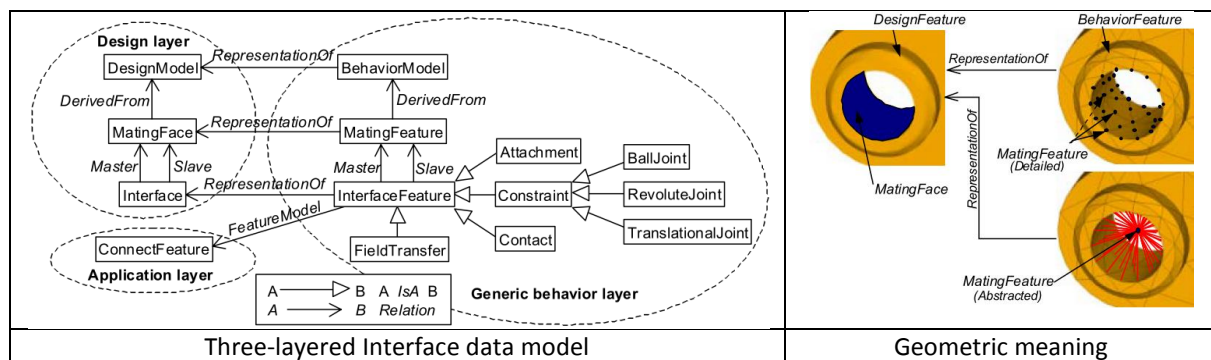 Design layer
RepresentationOf
DesignModel
BehaviorModel
DerivedFrom
DerivedFrom
MatingFace
RepresentationOf
MatingFeature
Master
Slave
Master
Slave
Attachment
BallJoint
Interface
RepresentationOf
InterfaceFeature
Constraint
RevoluteJoint
FeatureModel
ConnectFeature
FieldTransfer
Contact
TranslationalJoint
Application layer
A B A IsA B
A B Relation
Generic behavior layer
DesignFeature
BehaviorFeature
RepresentationOf
MatingFeature
(Detailed)
MatingFace
RepresentationOf
MatingFeature
(Abstracted)
Three-layered Interface data model
Geometric meaning